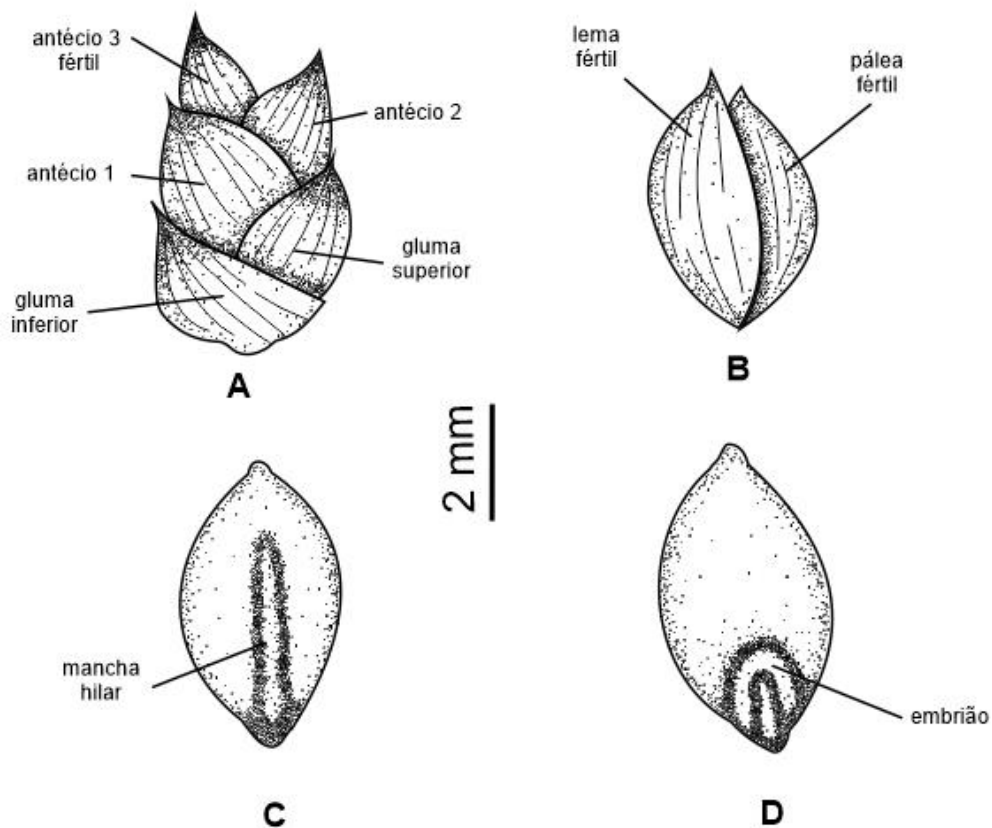 antécio 3
fértil
antécio 2
antécio 1
gluma
superior
gluma
inferior
A
lema
fértil
pálea
fértil
B
2 mm
mancha
hilar
C
embrião
D